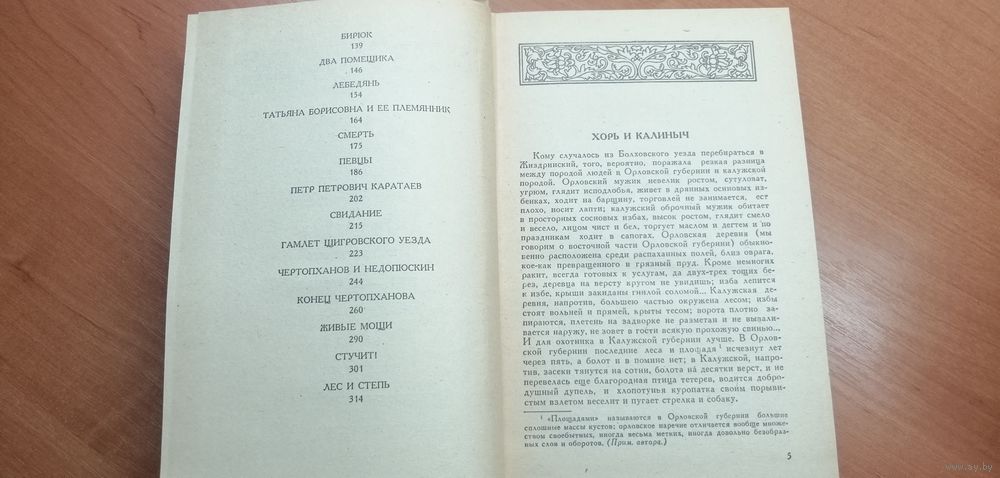 БИРЮК
139
ДВА ПОМЕЩИКА
146
ЛЕБЕДЯНЬ
154
ТАТЬЯНА БОРИСОВНА И ЕЕ ПЛЕМЯННИК
164
СМЕРТЬ
175
ПЕВЦЫ
186
ПЕТР ПЕТРОВИЧ КАРАТАЕВ
202
СВИДАНИЕ
215
ГАМЛЕТ ЩИГРОВСКОГО УЕЗДА
223
ЧЕРТОПХАНОВ И НЕДОПЮСКИН
244
КОНЕЦ ЧЕРТОПХАНОВА
260
ЖИВЫЕ МОЩИ
290
СТУЧИТ!
301
ЛЕС И СТЕПЬ
314
ХОРЬ И КАЛИНЫЧ
Кому случалось из Болховского уезда перебираться в
Жиздринский, того, вероятно, поражала резкая разница
между породой людей в Орловской губернии и калужской
породой. Орловский мужик невелик ростом, сутуловат,
угрюм, глядит исподлобья, живет в дрянных осиновых из-
бенках, ходит на барщину, торговлей не занимается, ест
плохо, носит лапти; калужский оброчный мужик обитает
в просторных сосновых избах, высок ростом, глядит смело
и весело, лицом чист и бел, торгует маслом и дегтем и по
праздникам ходит в сапогах. Орловская деревня (мы
говорим о восточной части Орловской губернии) обыкно-
венно расположена среди распаханных полей, близ оврага,
кое-как превращенного в грязный пруд. Кроме немногих
ракит, всегда готовых к услугам, да двух-трех тощих бе-
рез, деревца на версту кругом не увидишь; изба лепится
к избе, крыши закиданы гнилой соломой... Калужская де-
ревня, напротив, большею частью окружена лесом; избы
стоят вольней и прямей, крыты тесом; ворота плотно за-
пираются, плетень на задворке не разметан и не вывали-
вается наружу, не зовет в гости всякую прохожую свинью...
И для охотника в Калужской губернии лучше. В Орлов-
ской губернии последние леса и площадя¹ исчезнут лет
через пять, а болот и в помине нет; в Калужской, напро-
тив, засеки тянутся на сотни, болота на десятки верст, и не
перевелась еще благородная птица тетерев, водится добро-
душный дупель, и хлопотунья куропатка своим порыви-
стым взлетом веселит и пугает стрелка и собаку.
¹ «Площадями» называются в Орловской губернии большие
сплошные массы кустов; орловское наречие отличается вообще множе-
ством своебытных, иногда весьма метких, иногда довольно безобраз-
ных слов и оборотов. (Прим. автора.)
5
www.ay.by